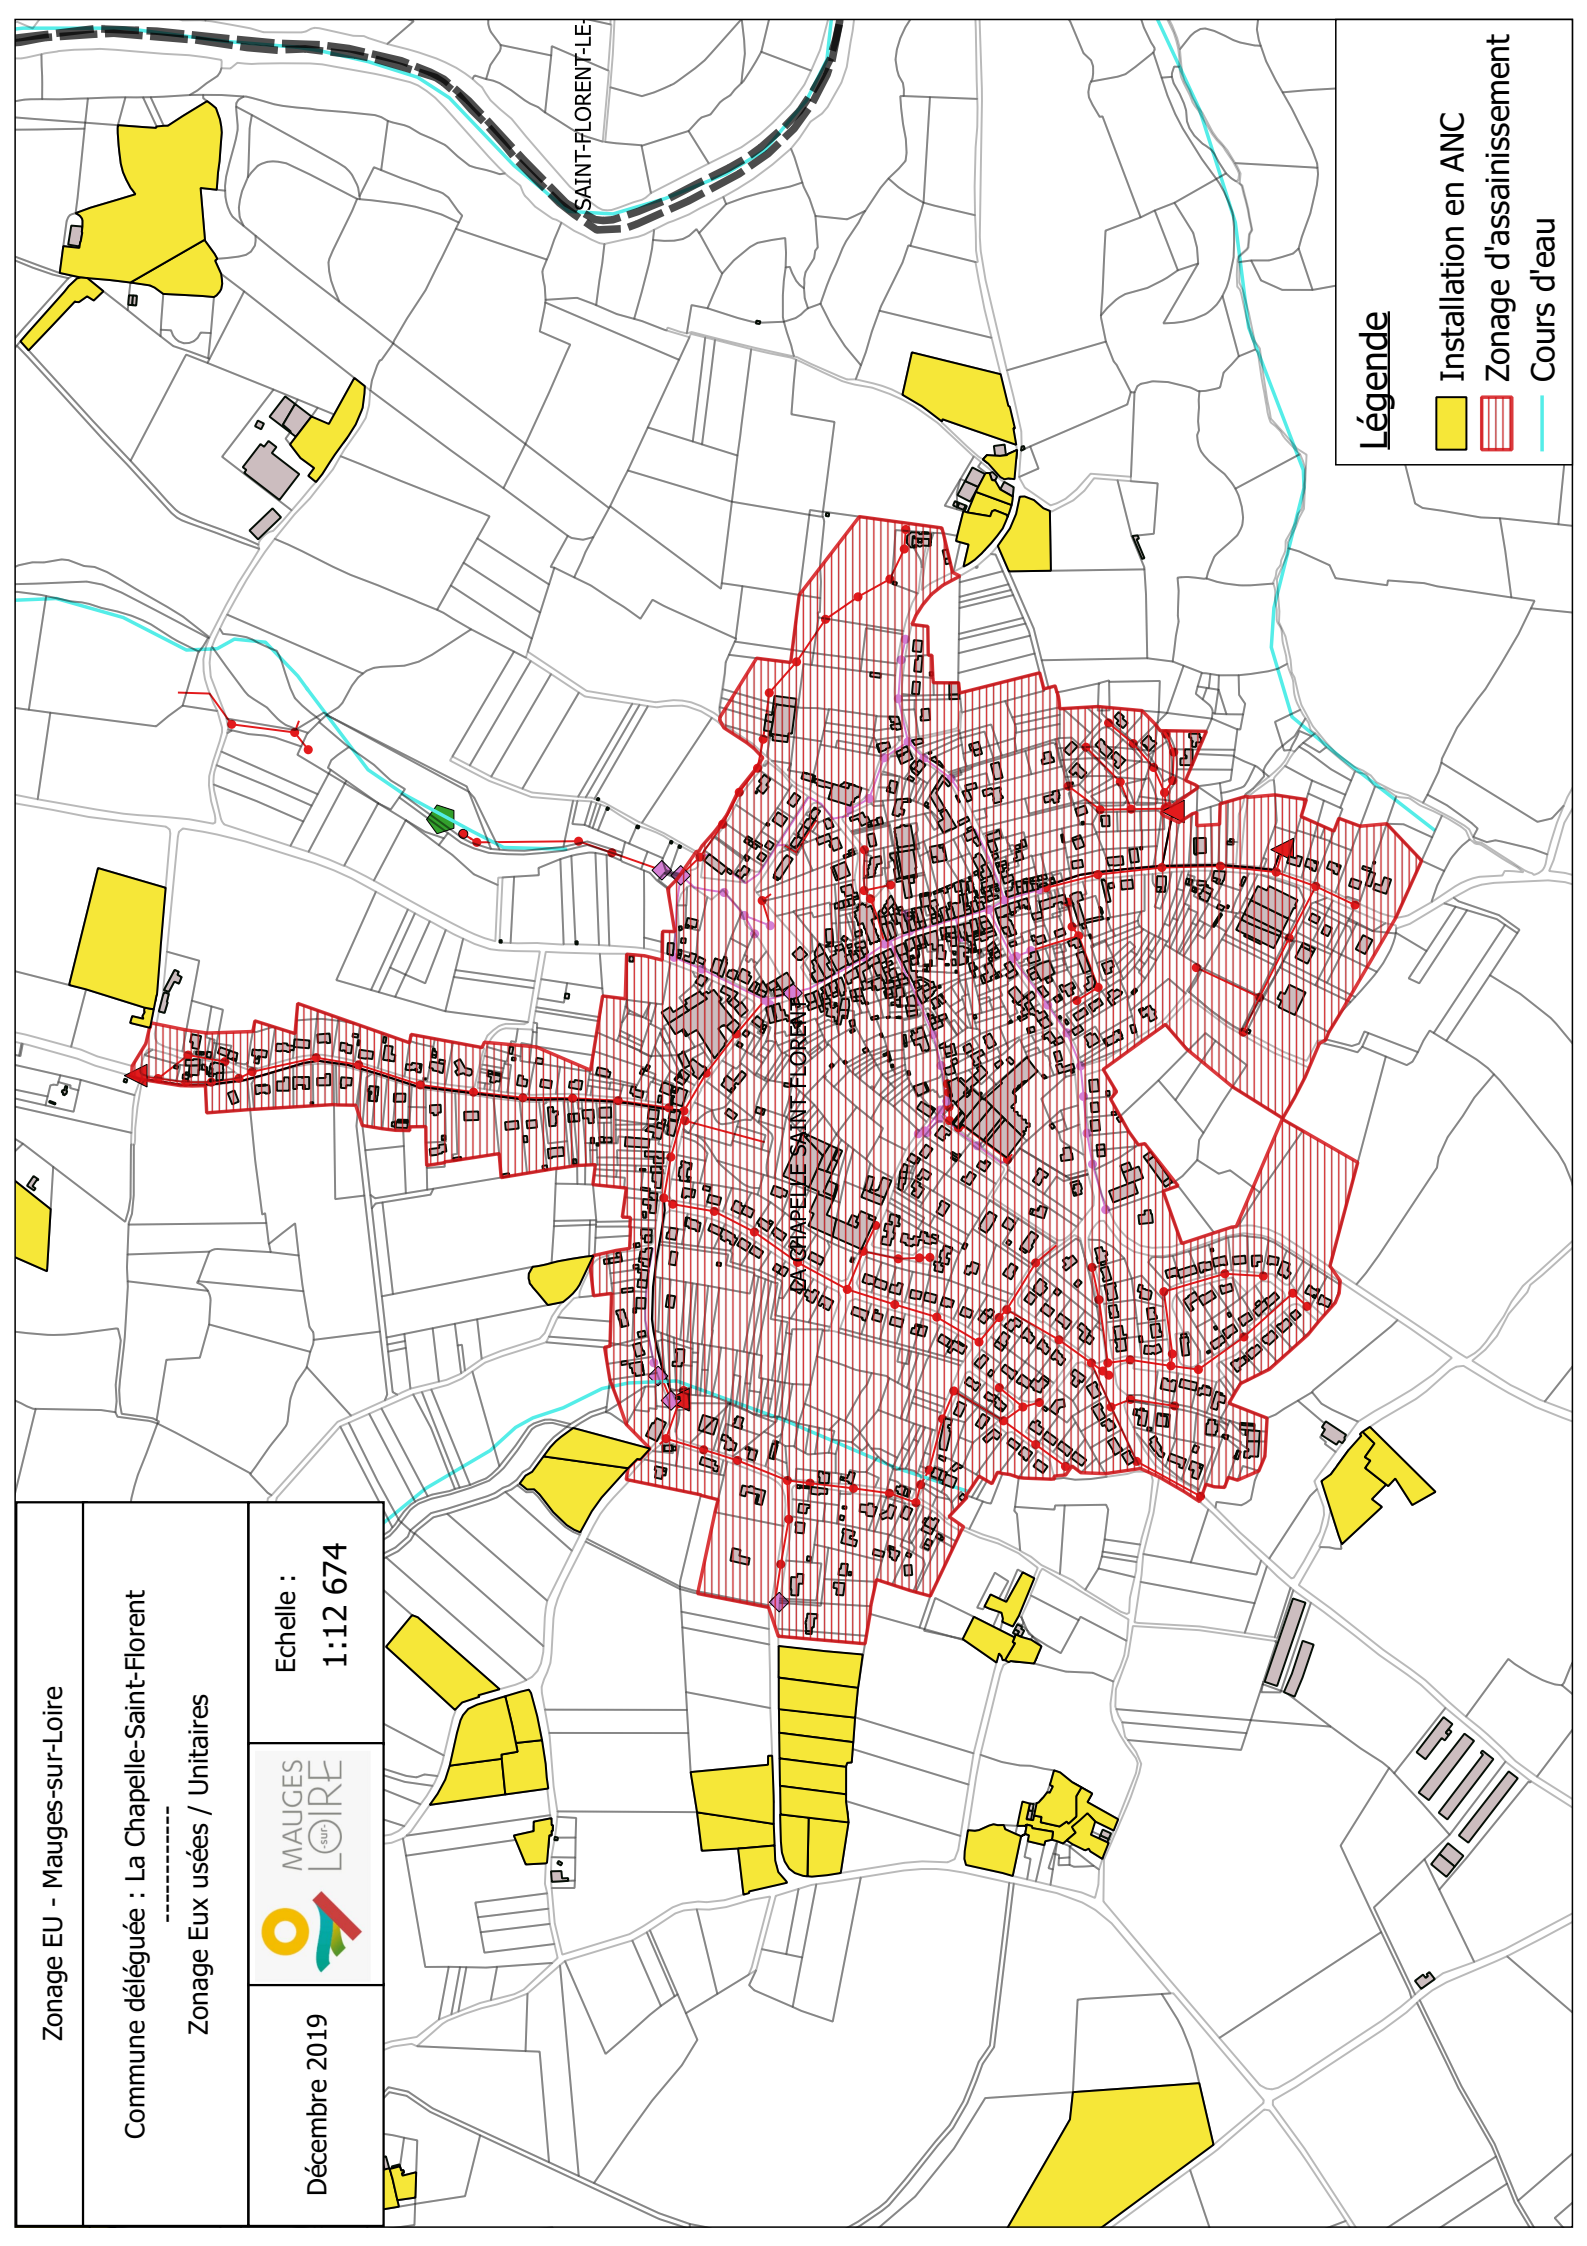 Zonage EU - Mauges-sur-Loire
Commune déléguée : La Chapelle-Saint-Florent
-----------
Zonage Eux usées / Unitaires
Décembre 2019
MAUGES
-sur-
LOIRE
Echelle :
1:12 674
LA CHAPELLE SAINT FLORENT
SAINT-FLORENT-LE-
Légende
Installation en ANC
Zonage d'assainissement
Cours d'eau